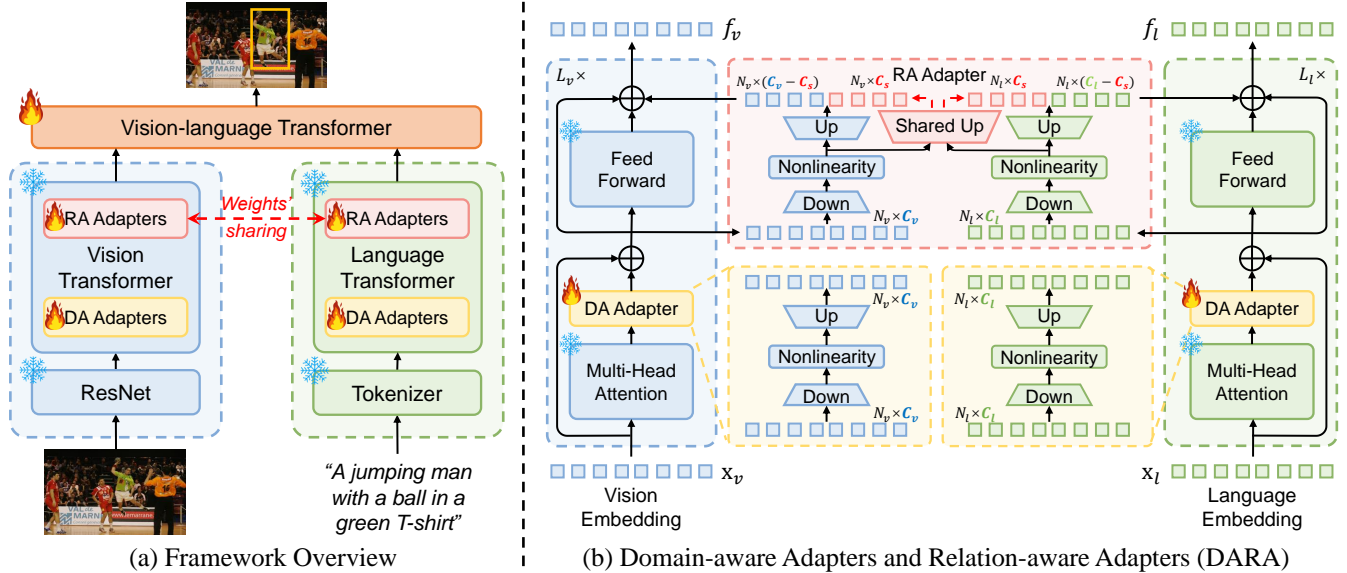 Vision-language Transformer
RA Adapters
Weights'
sharing
RA Adapters
Vision
Transformer
Language
Transformer
DA Adapters
DA Adapters
ResNet
Tokenizer
VAL de
MARN
"A jumping man
with a ball in a
green T-shirt"
(a) Framework Overview
f_v
f_l
L_v×
L_l×
N_v×(C_v − C_s)
N_v×C_s
RA Adapter
N_l×C_s
N_l×(C_l−C_s)
Up
Shared Up
Up
Feed
Forward
Nonlinearity
Nonlinearity
Feed
Forward
Down
Down
N_v×C_v
N_l×C_l
DA Adapter
N_v×C_v
N_l×C_l
DA Adapter
Up
Up
Multi-Head
Attention
Nonlinearity
Nonlinearity
Multi-Head
Attention
Down
Down
N_v×C_v
N_l×C_l
x_v
x_l
Vision
Embedding
Language
Embedding
(b) Domain-aware Adapters and Relation-aware Adapters (DARA)